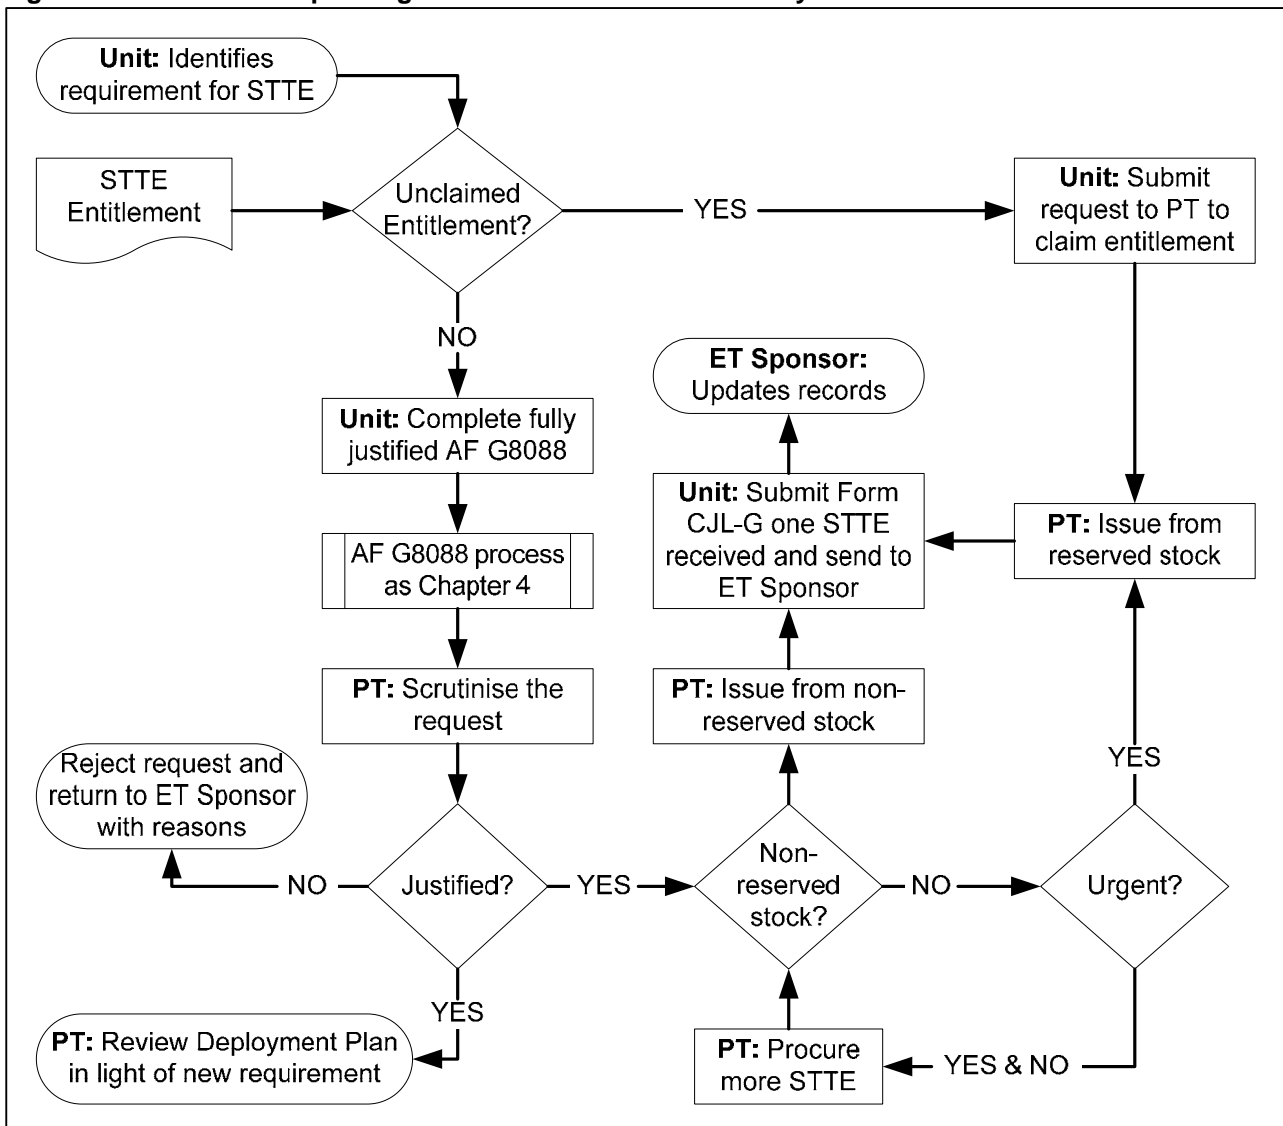 Unit: Identifies
requirement for STTE
STTE
Entitlement
Unclaimed
Entitlement?
YES
Unit: Submit
request to PT to
claim entitlement
NO
ET Sponsor:
Updates records
Unit: Complete fully
justified AF G8088
Unit: Submit Form
CJL-G one STTE
received and send to
ET Sponsor
PT: Issue from
reserved stock
AF G8088 process
as Chapter 4
PT: Scrutinise the
request
PT: Issue from non-
reserved stock
YES
Reject request and
return to ET Sponsor
with reasons
NO
Justified?
YES
Non-
reserved
stock?
NO
Urgent?
YES
PT: Review Deployment Plan
in light of new requirement
PT: Procure
more STTE
YES & NO